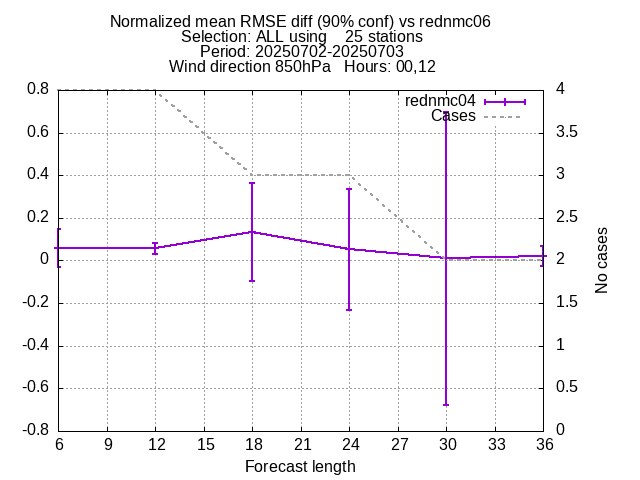 Normalized mean RMSE diff (90% conf) vs rednmc06
Selection: ALL using    25 stations
Period: 20250702-20250703
Wind direction 850hPa   Hours: 00,12
rednmc04
Cases
0.8
0.6
0.4
0.2
0
-0.2
-0.4
-0.6
-0.8
4
3.5
3
2.5
2
1.5
1
0.5
0
No cases
6 9 12 15 18 21 24 27 30 33 36
Forecast length